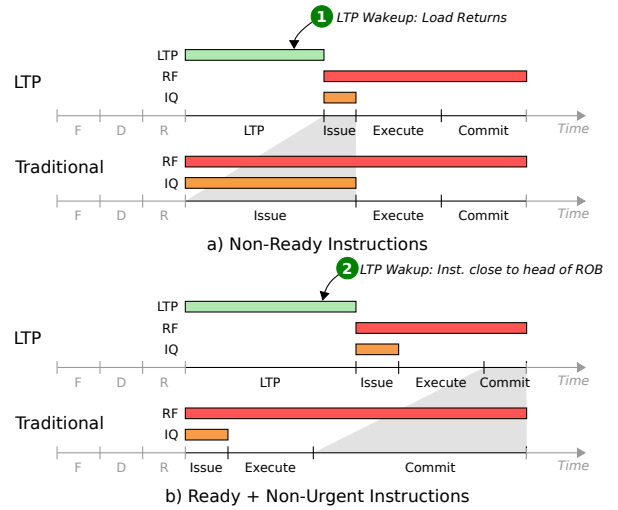 1 LTP Wakeup: Load Returns
LTP
RF
LTP
IQ
F D R LTP Issue Execute Commit Time
Traditional
RF
IQ
F D R Issue Execute Commit Time
a) Non-Ready Instructions
2 LTP Wakup: Inst. close to head of ROB
LTP
RF
LTP
IQ
F D R LTP Issue Execute Commit Time
Traditional
RF
IQ
F D R Issue Execute Commit Time
b) Ready + Non-Urgent Instructions